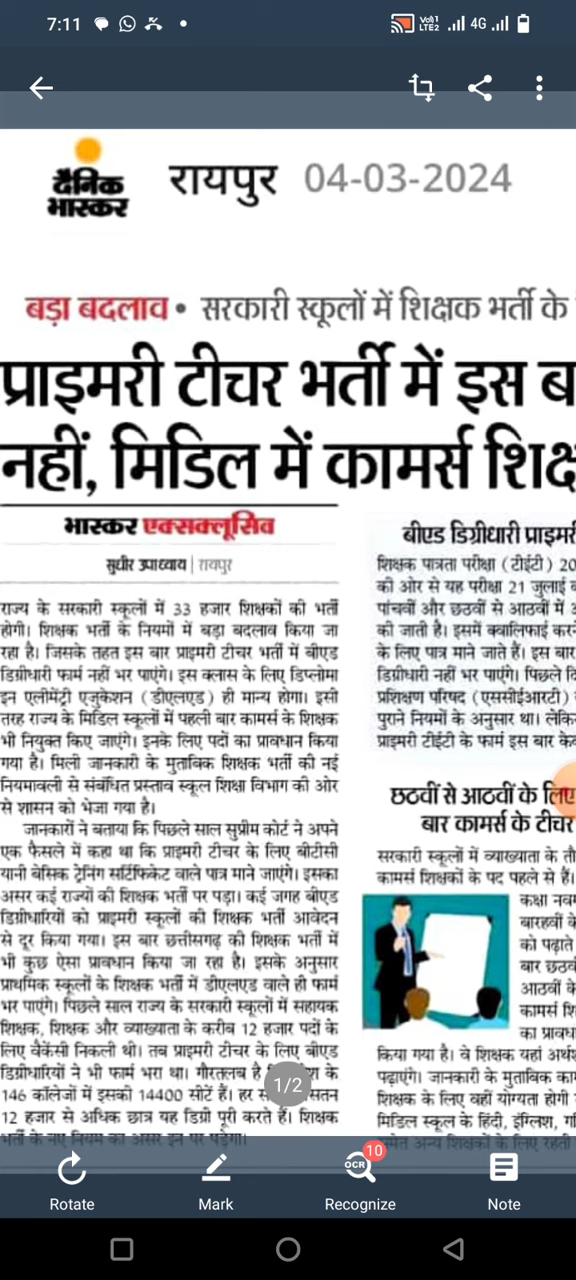 7:11
Vo1) LTE2 4G
दैनिक
भास्कर
रायपुर 04-03-2024
बड़ा बदलाव • सरकारी स्कूलों में शिक्षक भर्ती के
प्राइमरी टीचर भर्ती में इस ब
नहीं, मिडिल में कामर्स शिक्ष
भास्कर एक्सक्लूसिव
सुधीर उपाध्याय | रायपुर
राज्य के सरकारी स्कूलों में 33 हजार शिक्षकों की भर्ती
होगी। शिक्षक भर्ती के नियमों में बड़ा बदलाव किया जा
रहा है। जिसके तहत इस बार प्राइमरी टीचर भर्ती में बीएड
डिग्रीधारी फार्म नहीं भर पाएंगे। इस क्लास के लिए डिप्लोमा
इन एलीमेंट्री एजुकेशन (डीएलएड) ही मान्य होगा। इसी
तरह राज्य के मिडिल स्कूलों में पहली बार कामर्स के शिक्षक
भी नियुक्त किए जाएंगे। इनके लिए पदों का प्रावधान किया
गया है। मिली जानकारी के मुताबिक शिक्षक भर्ती की नई
नियमावली से संबंधित प्रस्ताव स्कूल शिक्षा विभाग की ओर
से शासन को भेजा गया है।
जानकारों ने बताया कि पिछले साल सुप्रीम कोर्ट ने अपने
एक फैसले में कहा था कि प्राइमरी टीचर के लिए बीटीसी
यानी बेसिक ट्रेनिंग सर्टिफिकेट वाले पात्र माने जाएंगे। इसका
असर कई राज्यों की शिक्षक भर्ती पर पड़ा। कई जगह बीएड
डिग्रीधारियों को प्राइमरी स्कूलों की शिक्षक भर्ती आवेदन
से दूर किया गया। इस बार छत्तीसगढ़ की शिक्षक भर्ती में
भी कुछ ऐसा प्रावधान किया जा रहा है। इसके अनुसार
प्राथमिक स्कूलों के शिक्षक भर्ती में डीएलएड वाले ही फार्म
भर पाएंगे। पिछले साल राज्य के सरकारी स्कूलों में सहायक
शिक्षक, शिक्षक और व्याख्याता के करीब 12 हजार पदों के
लिए वैकेंसी निकली थी। तब प्राइमरी टीचर के लिए बीएड
डिग्रीधारियों ने भी फार्म भरा था। गौरतलब है के
146 कॉलेजों में इसकी 14400 सीटें हैं। हर
12 हजार से अधिक छात्र यह डिग्री पूरी करते हैं। शिक्षक
भर्ती के नए नियम का असर इन पर पड़ेगा।
बीएड डिग्रीधारी प्राइमरी
शिक्षक पात्रता परीक्षा (टीईटी) 20
की ओर से यह परीक्षा 21 जुलाई क
पांचवीं और छठवीं से आठवीं में अ
की जाती है। इसमें क्वालिफाई करन
के लिए पात्र माने जाते हैं। इस बार
डिग्रीधारी नहीं भर पाएंगे। पिछले दि
प्रशिक्षण परिषद (एससीईआरटी)
पुराने नियमों के अनुसार था। लेकि
प्राइमरी टीईटी के फार्म इस बार केव
छठवीं से आठवीं के लिए
बार कामर्स के टीचर
सरकारी स्कूलों में व्याख्याता के तौ
कामर्स शिक्षकों के पद पहले से हैं।
कक्षा नवम
बारहवीं के
को पढ़ाते
बार छठवं
आठवीं के
कामर्स शि
का प्रावधा
किया गया है। वे शिक्षक यहां अर्थश
पढ़ाएंगे। जानकारी के मुताबिक काम
शिक्षक के लिए वही योग्यता होगी
मिडिल स्कूल के हिंदी, इंग्लिश, गि
समेत अन्य शिक्षकों के लिए रहती
1/2
OCR 10
Rotate Mark Recognize Note